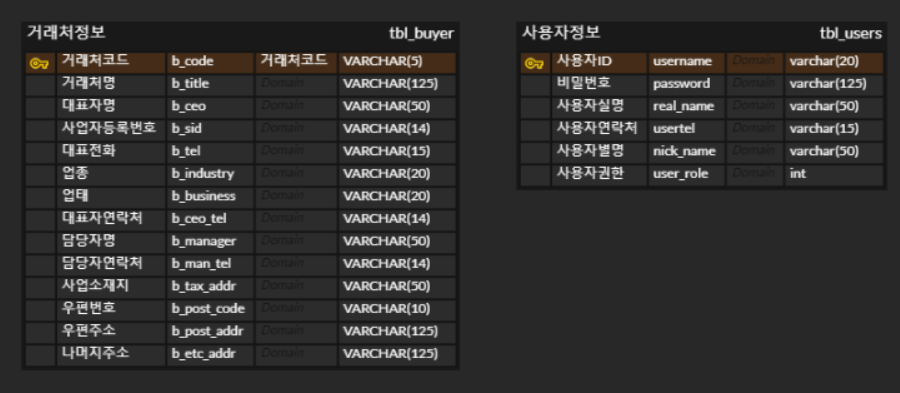 거래처정보 tbl_buyer
거래처코드 b_code 거래처코드 VARCHAR(5)
거래처명 b_title Domain VARCHAR(125)
대표자명 b_ceo Domain VARCHAR(50)
사업자등록번호 b_sid Domain VARCHAR(14)
대표전화 b_tel Domain VARCHAR(15)
업종 b_industry Domain VARCHAR(20)
업태 b_business Domain VARCHAR(20)
대표자연락처 b_ceo_tel Domain VARCHAR(14)
담당자명 b_manager Domain VARCHAR(50)
담당자연락처 b_man_tel Domain VARCHAR(14)
사업소재지 b_tax_addr Domain VARCHAR(50)
우편번호 b_post_code Domain VARCHAR(10)
우편주소 b_post_addr Domain VARCHAR(125)
나머지주소 b_etc_addr Domain VARCHAR(125)
사용자정보 tbl_users
사용자ID username Domain varchar(20)
비밀번호 password Domain varchar(125)
사용자실명 real_name Domain varchar(50)
사용자연락처 usertel Domain varchar(15)
사용자별명 nick_name Domain varchar(50)
사용자권한 user_role Domain int